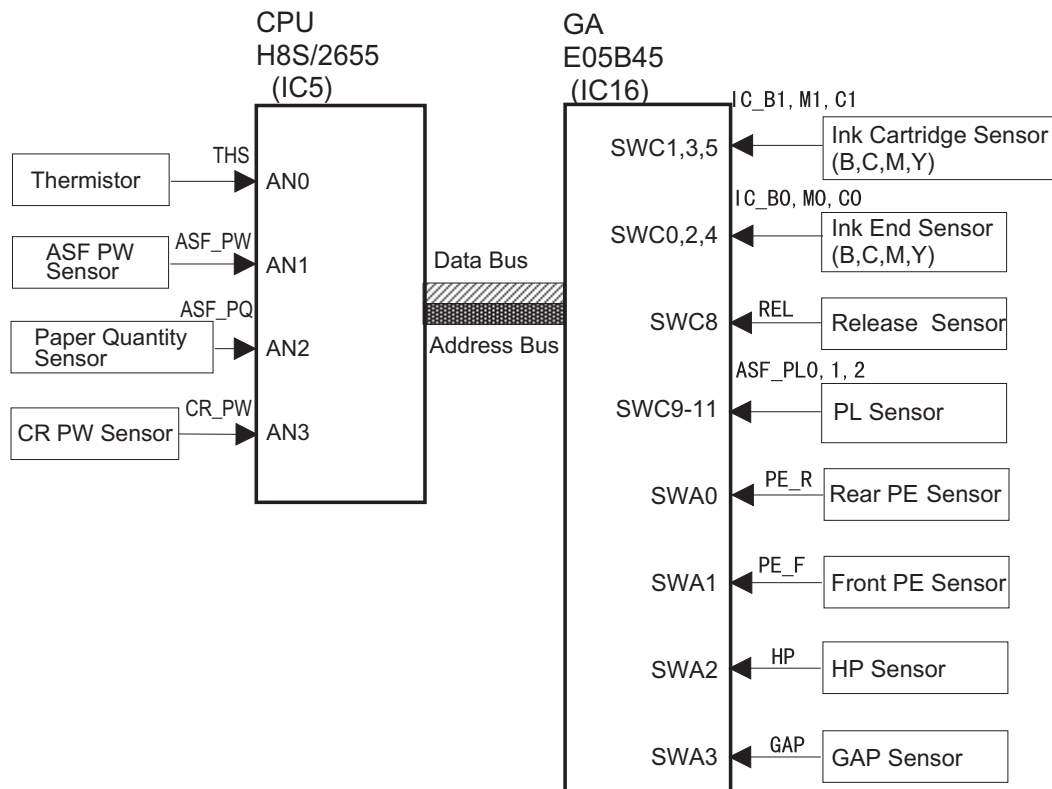 CPU
H8S/2655
(IC5)
GA
E05B45
(IC16)
Thermistor
THS
AN0
ASF PW
Sensor
ASF_PW
AN1
Paper Quantity
Sensor
ASF_PQ
AN2
CR PW Sensor
CR_PW
AN3
Data Bus
Address Bus
SWC1,3,5
IC_B1, M1, C1
Ink Cartridge Sensor
(B,C,M,Y)
SWC0,2,4
IC_B0, M0, C0
Ink End Sensor
(B,C,M,Y)
SWC8
REL
Release Sensor
SWC9-11
ASF_PL0, 1, 2
PL Sensor
SWA0
PE_R
Rear PE Sensor
SWA1
PE_F
Front PE Sensor
SWA2
HP
HP Sensor
SWA3
GAP
GAP Sensor